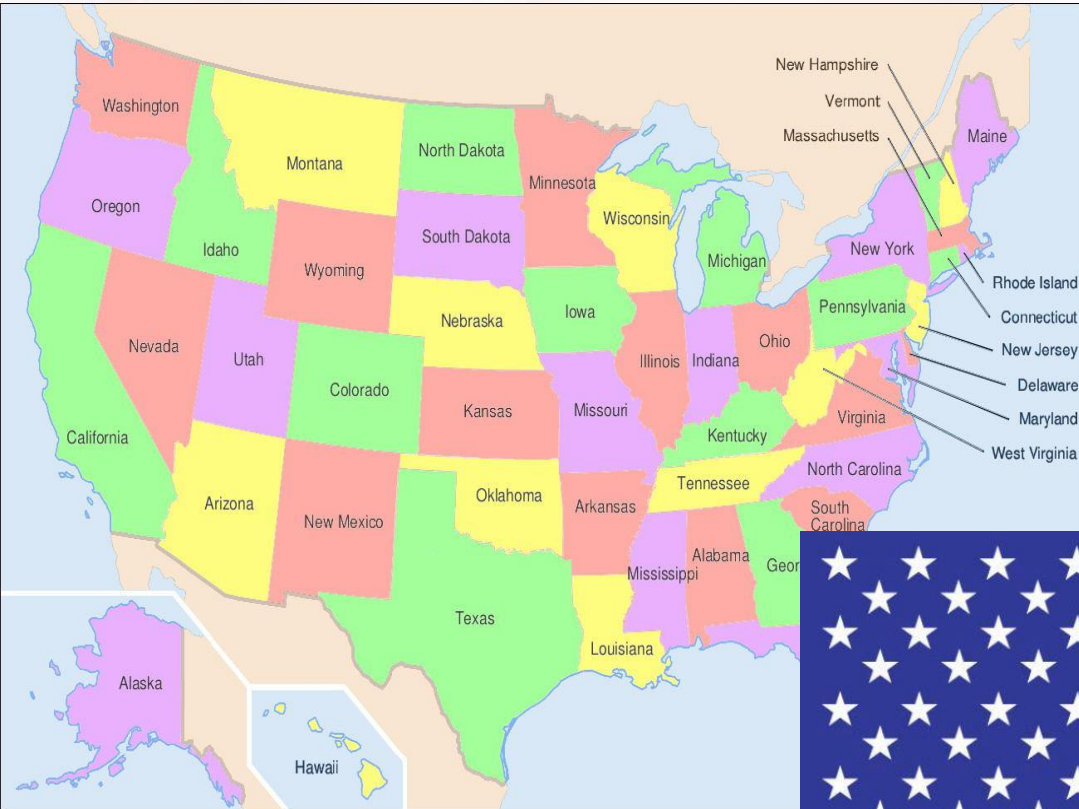 New Hampshire
Vermont
Massachusetts
Washington
Maine
North Dakota
Montana
Minnesota
Oregon
Wisconsin
South Dakota
New York
Idaho
Michigan
Wyoming
Rhode Island
Pennsylvania
Iowa
Connecticut
Nebraska
Ohio
Nevada
New Jersey
Utah
Illinois
Indiana
Colorado
Delaware
Kansas
Missouri
Maryland
Virginia
California
Kentucky
West Virginia
North Carolina
Tennessee
Oklahoma
Arizona
Arkansas
South
Carolina
New Mexico
Alabama
Geor
Mississippi
Texas
Louisiana
Alaska
Hawaii